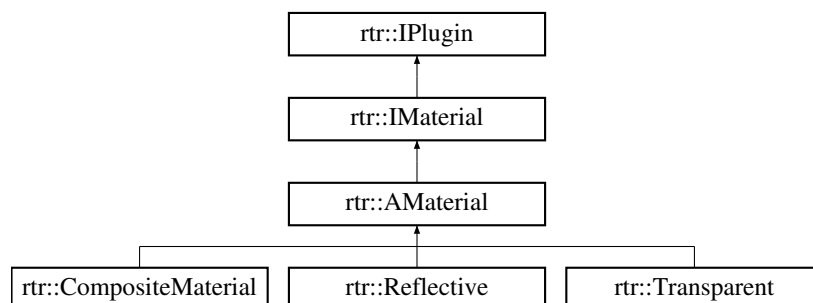 rtr::IPlugin
rtr::IMaterial
rtr::AMaterial
rtr::CompositeMaterial rtr::Reflective rtr::Transparent